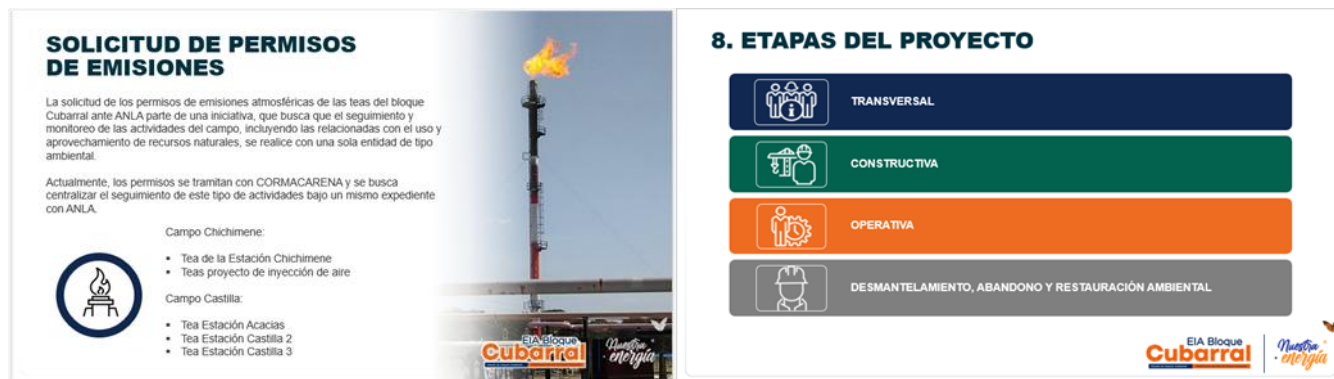 SOLICITUD DE PERMISOS
DE EMISIONES
La solicitud de los permisos de emisiones atmosféricas de las teas del bloque
Cubarral ante ANLA parte de una iniciativa, que busca que el seguimiento y
monitoreo de las actividades del campo, incluyendo las relacionadas con el uso y
aprovechamiento de recursos naturales, se realice con una sola entidad de tipo
ambiental.
Actualmente, los permisos se tramitan con CORMACARENA y se busca
centralizar el seguimiento de este tipo de actividades bajo un mismo expediente
con ANLA.
Campo Chichimene:
• Tea de la Estación Chichimene
• Teas proyecto de inyección de aire
Campo Castilla:
• Tea Estación Acacias
• Tea Estación Castilla 2
• Tea Estación Castilla 3
EIA Bloque
Cubarral
Nuestra
energía
8. ETAPAS DEL PROYECTO
TRANSVERSAL
CONSTRUCTIVA
OPERATIVA
DESMANTELAMIENTO, ABANDONO Y RESTAURACIÓN AMBIENTAL
EIA Bloque
Cubarral
Nuestra
energía